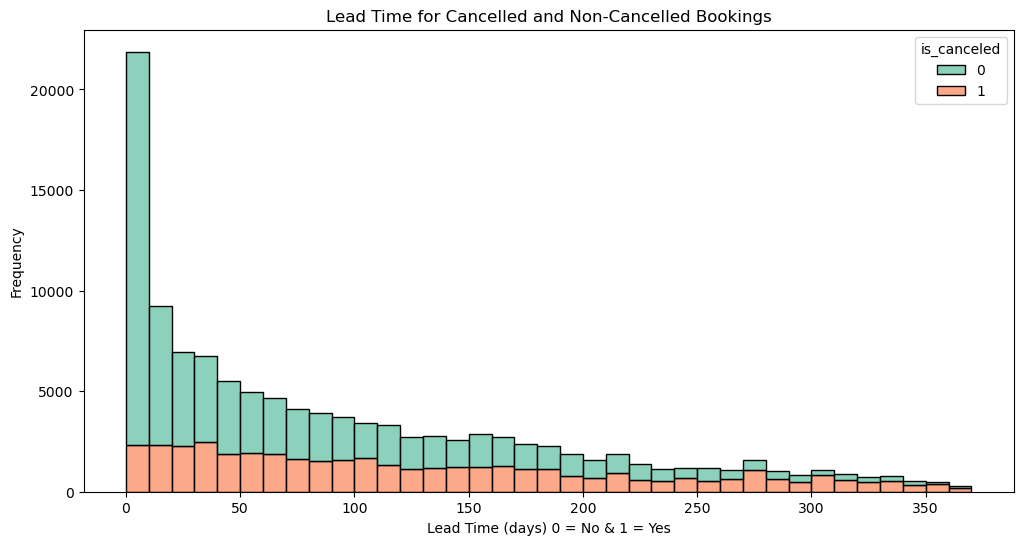 Lead Time for Cancelled and Non-Cancelled Bookings
is_canceled
0
1
Frequency
20000
15000
10000
5000
0
0 50 100 150 200 250 300 350
Lead Time (days) 0 = No & 1 = Yes